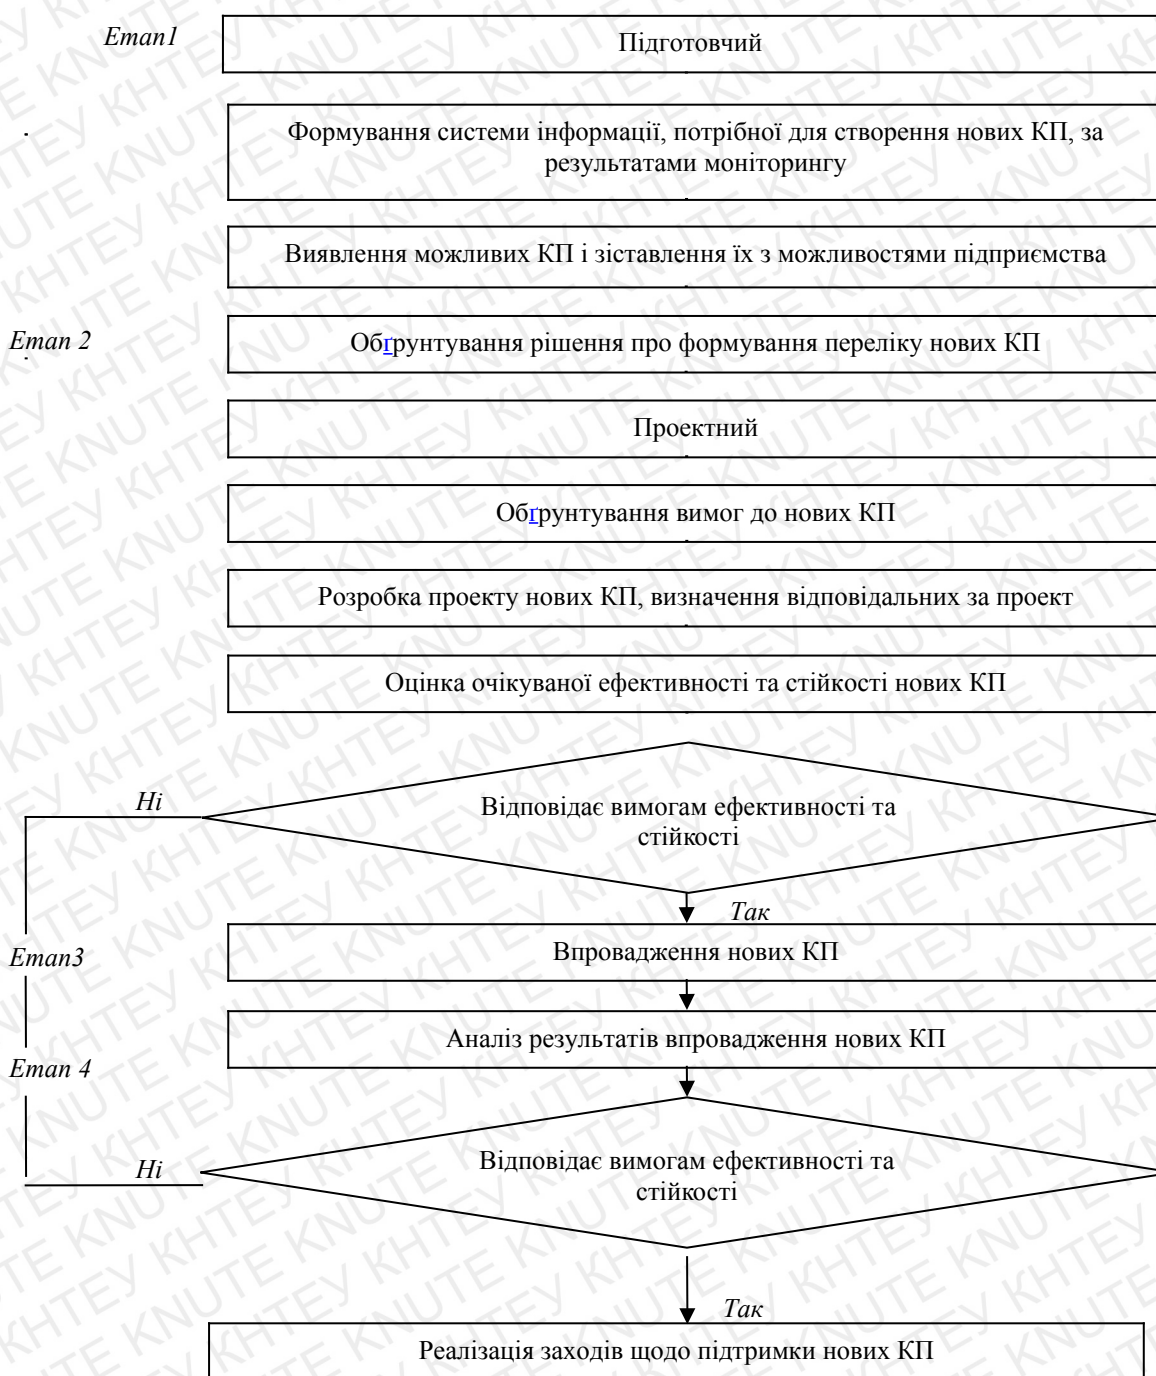 Етап1
Підготовчий
Формування системи інформації, потрібної для створення нових КП, за
результатами моніторингу
Виявлення можливих КП і зіставлення їх з можливостями підприємства
Етап 2
Обґрунтування рішення про формування переліку нових КП
Проектний
Обґрунтування вимог до нових КП
Розробка проекту нових КП, визначення відповідальних за проект
Оцінка очікуваної ефективності та стійкості нових КП
Ні
Відповідає вимогам ефективності та
стійкості
Так
Етап3
Впровадження нових КП
Аналіз результатів впровадження нових КП
Етап 4
Ні
Відповідає вимогам ефективності та
стійкості
Так
Реалізація заходів щодо підтримки нових КП